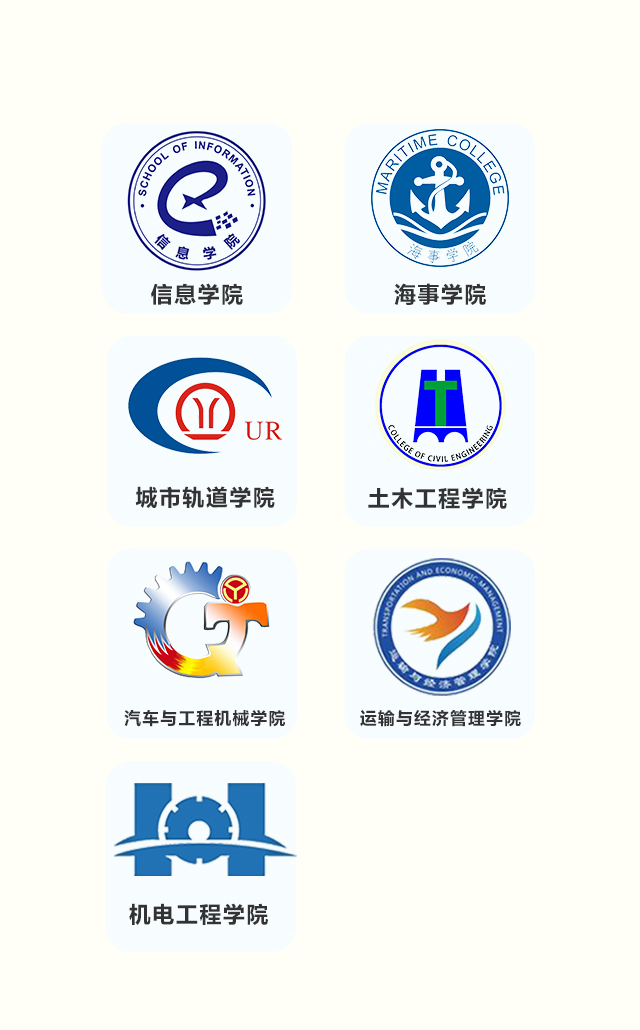 SCHOOL OF INFORMATION
信息学院
信息学院
MARITIME COLLEGE
海事学院
海事学院
UR
城市轨道学院
T
COLLEGE OF CIVIL ENGINEERING
土木工程学院
汽车与工程机械学院
TRANSPORTATION AND ECONOMIC MANAGEMENT
运输与经济管理学院
运输与经济管理学院
机电工程学院